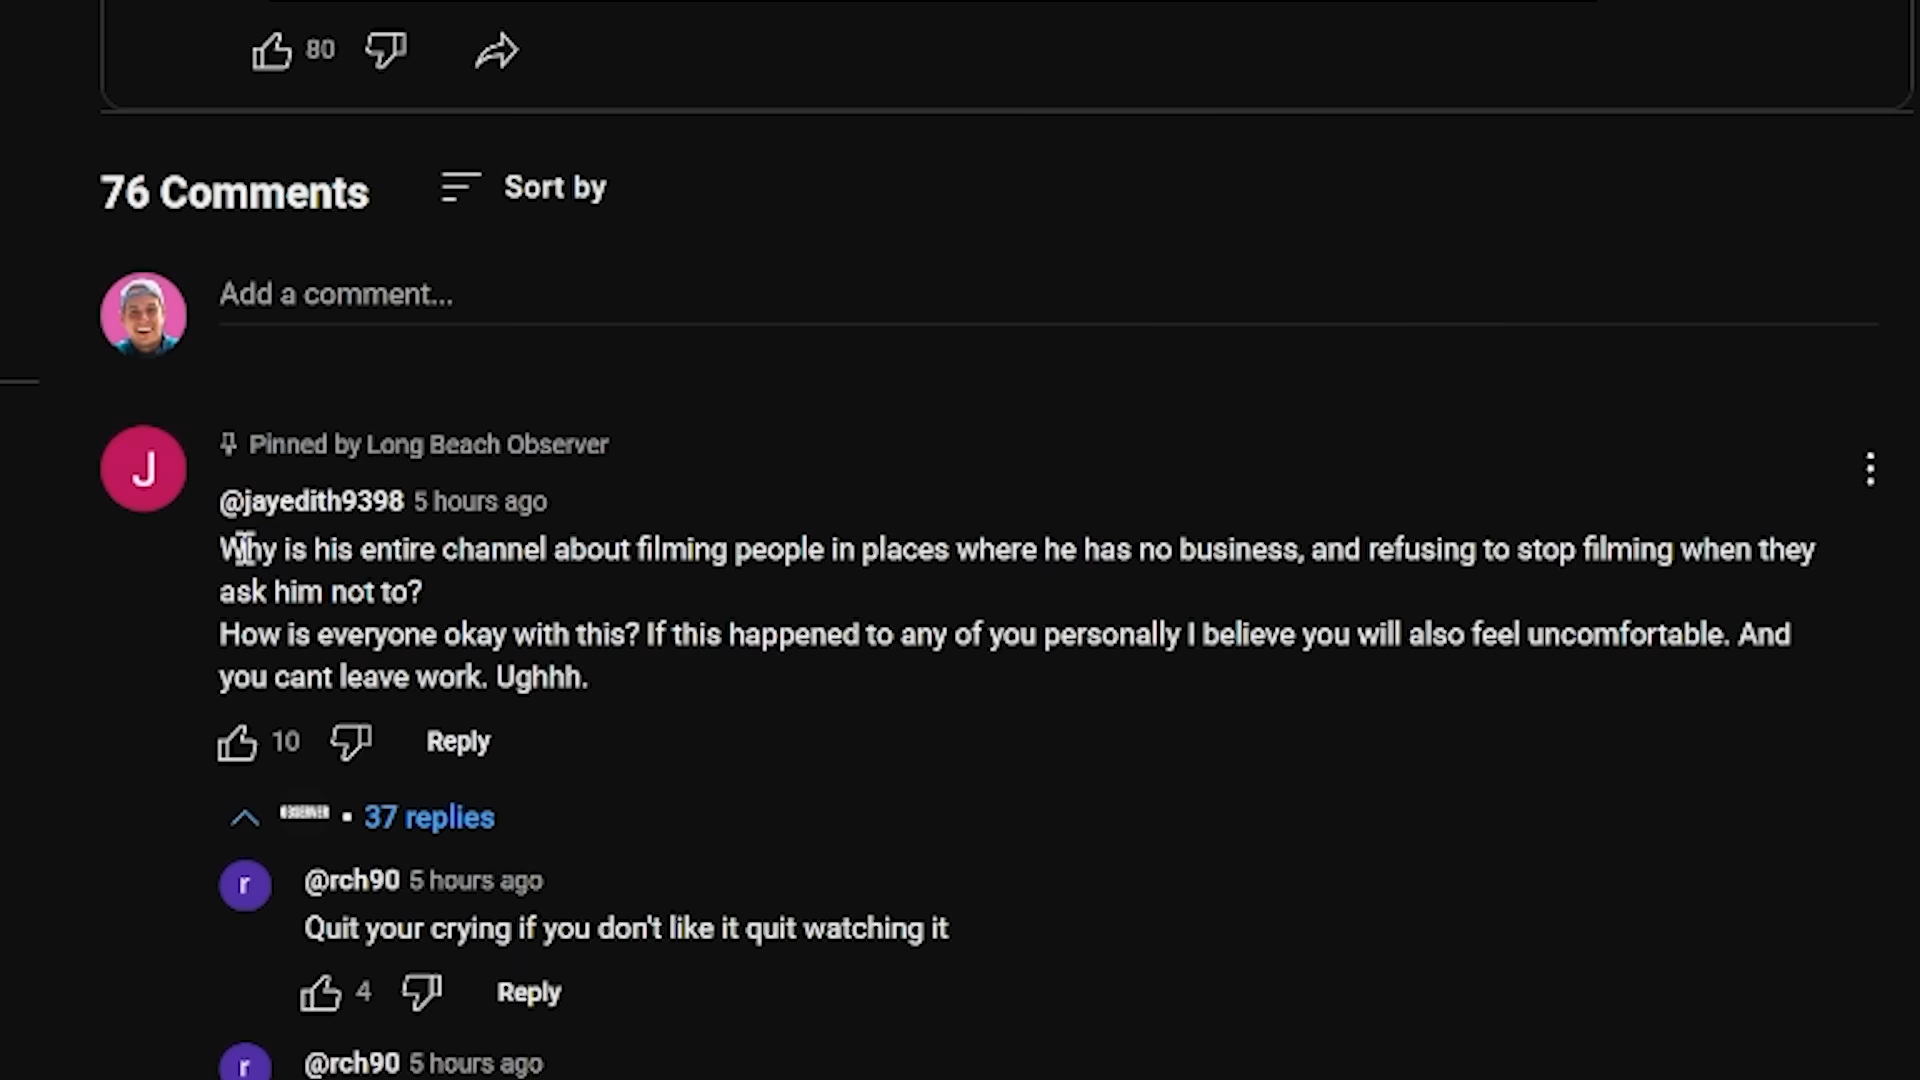 80
76 Comments
Sort by
Add a comment...
J
Pinned by Long Beach Observer
@jayedith9398 5 hours ago
Why is his entire channel about filming people in places where he has no business, and refusing to stop filming when they
ask him not to?
How is everyone okay with this? If this happened to any of you personally I believe you will also feel uncomfortable. And
you cant leave work. Ughhh.
10 Reply
OBSERVER • 37 replies
r
@rch90 5 hours ago
Quit your crying if you don't like it quit watching it
4 Reply
r
@rch90 5 hours ago